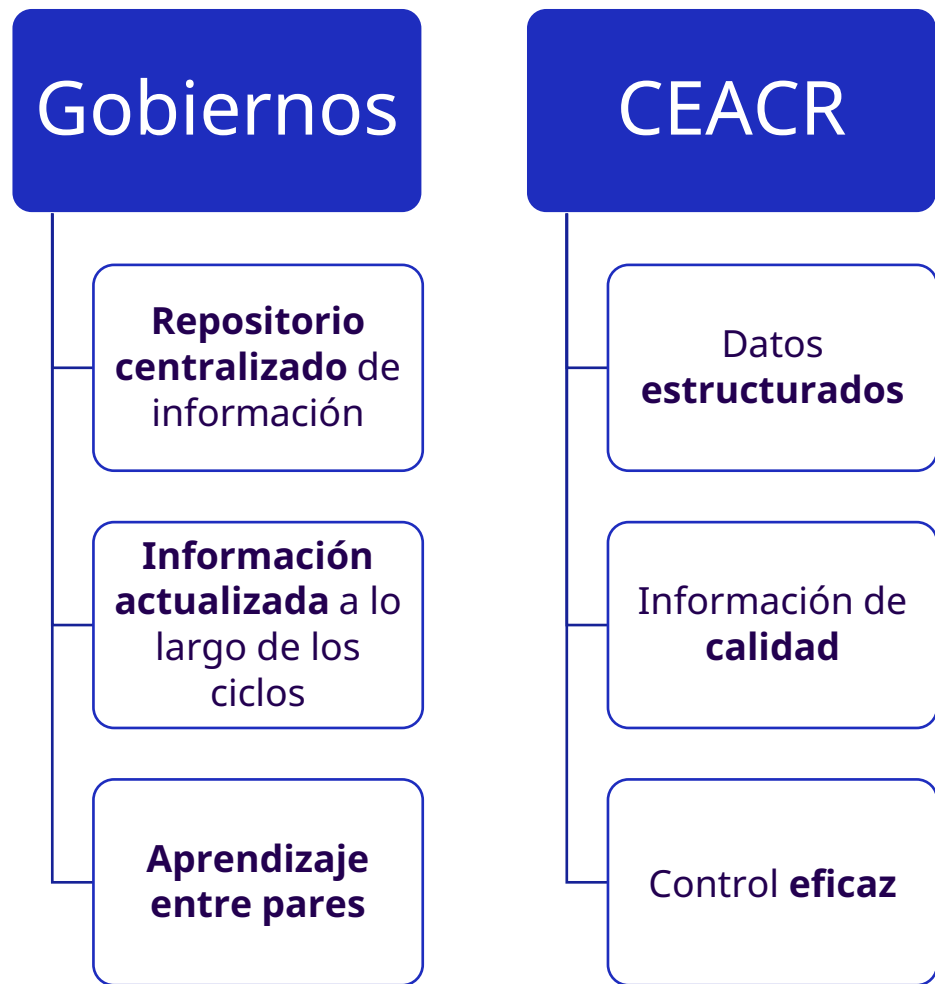 Gobiernos
Repositorio
centralizado de
información
Información
actualizada a lo
largo de los
ciclos
Aprendizaje
entre pares
CEACR
Datos
estructurados
Información de
calidad
Control eficaz